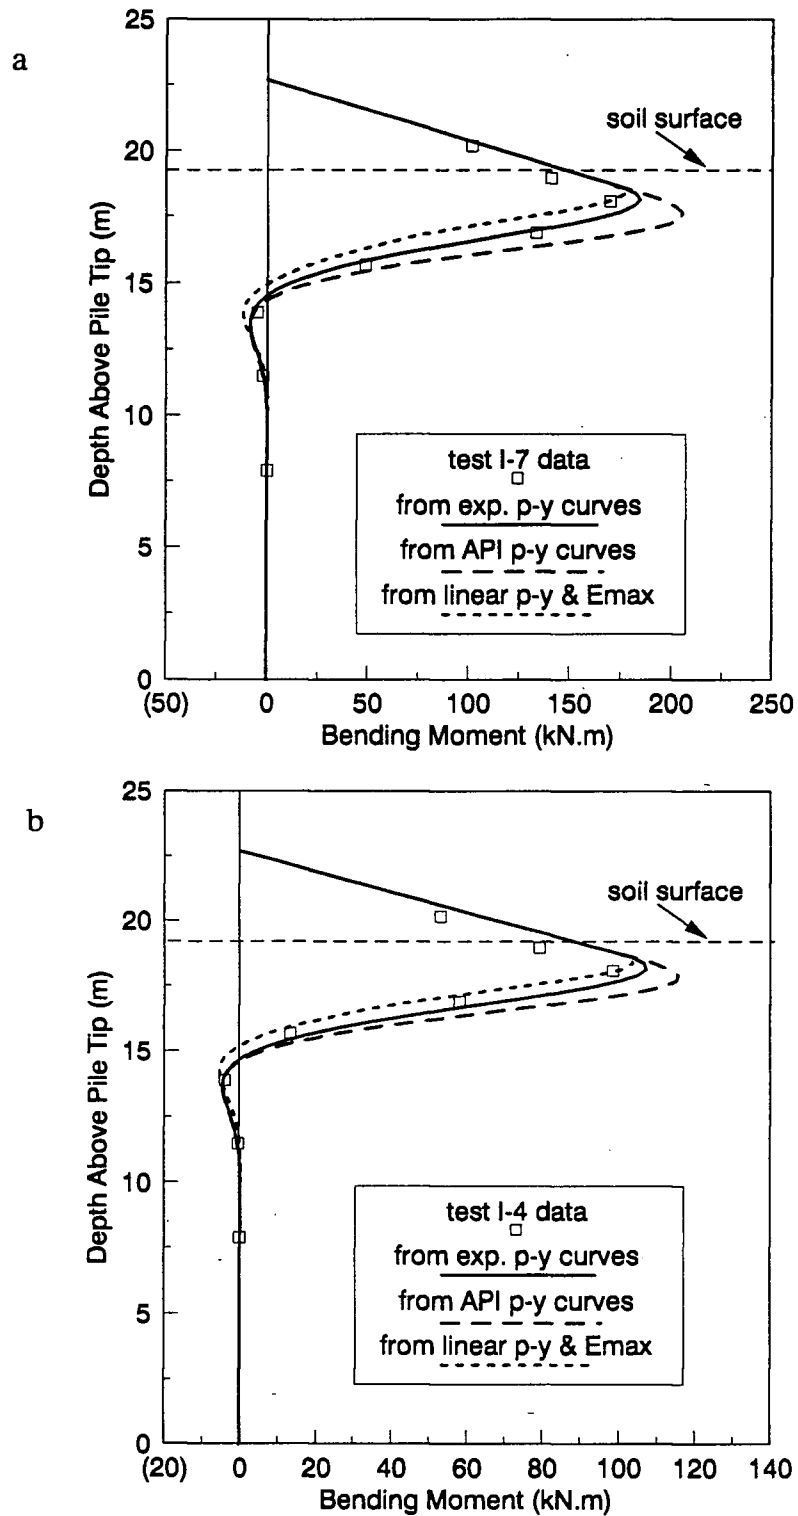 a
25
20
15
10
5
0
Depth Above Pile Tip (m)
soil surface
test I-7 data
from exp. p-y curves
from API p-y curves
from linear p-y & Emax
(50) 0 50 100 150 200 250
Bending Moment (kN.m)
b
25
20
15
10
5
0
Depth Above Pile Tip (m)
soil surface
test I-4 data
from exp. p-y curves
from API p-y curves
from linear p-y & Emax
(20) 0 20 40 60 80 100 120 140
Bending Moment (kN.m)